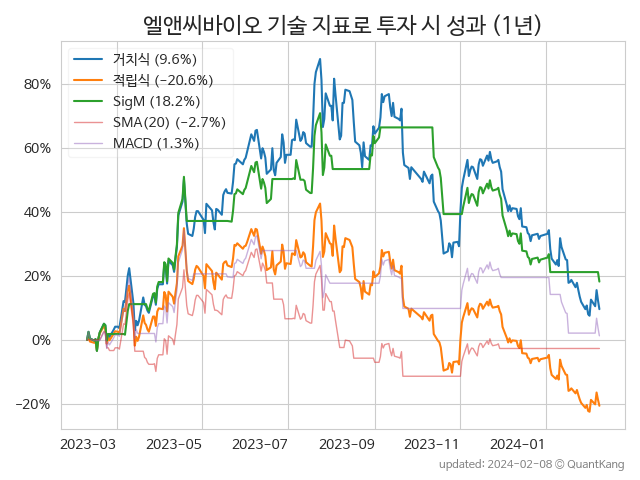 엘앤씨바이오 기술 지표로 투자 시 성과 (1년)
거치식 (9.6%)
적립식 (−20.6%)
SigM (18.2%)
SMA(20) (−2.7%)
MACD (1.3%)
80%
60%
40%
20%
0%
−20%
2023-03 2023-05 2023-07 2023-09 2023-11 2024-01
updated: 2024-02-08 © QuantKang